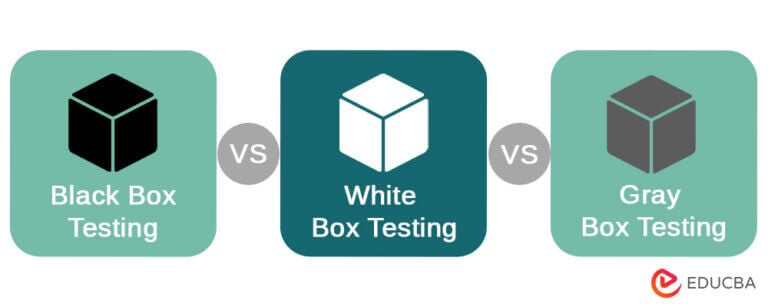 Black Box
Testing
VS
White
Box Testing
VS
Gray
Box Testing
EDUCBA